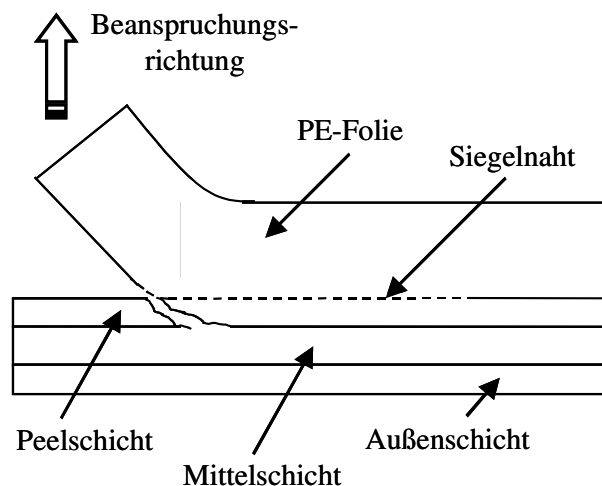 Beanspruchungs-
richtung
PE-Folie
Siegelnaht
Peelschicht
Außenschicht
Mittelschicht